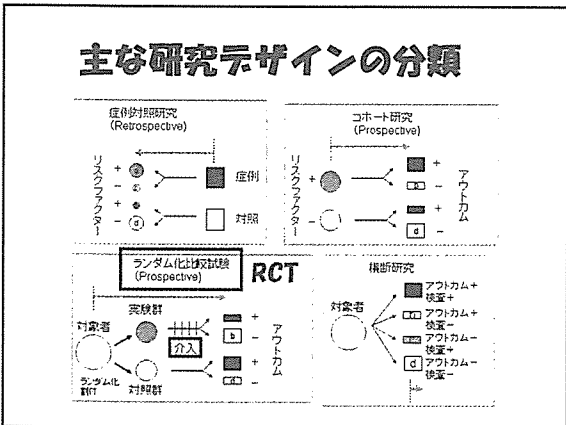 主な研究デザインの分類
症例対照研究
(Retrospective)
リスクファクター
+
-
+
-
d
症例
対照
コホート研究
(Prospective)
リスクファクター
+
-
+
b -
+
d -
アウトカム
ランダム化比較試験
(Prospective)
RCT
対象者
ランダム化
割付
実験群
対照群
介入
+
b -
+
d -
アウトカム
横断研究
対象者
アウトカム+
検査+
アウトカム+
検査-
アウトカム-
検査+
d アウトカム-
検査-